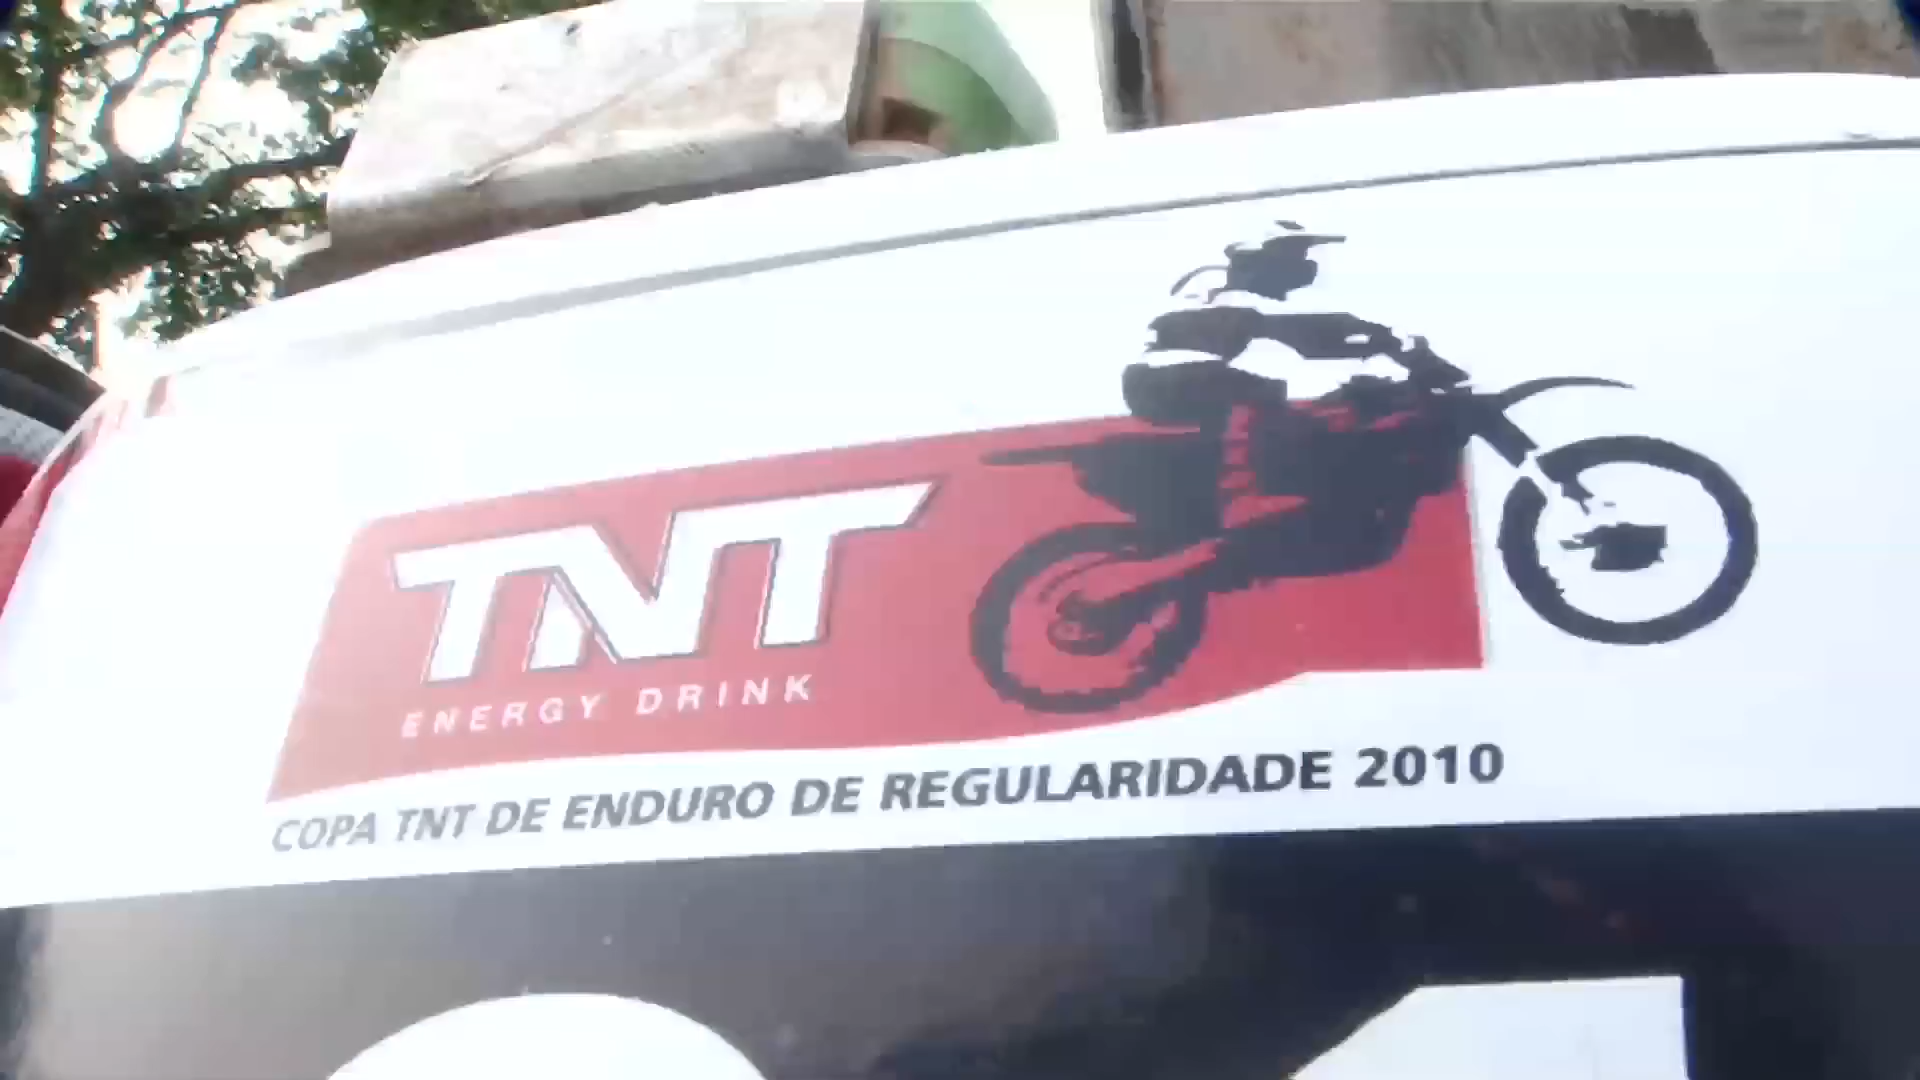 TNT
ENERGY DRINK
COPA TNT DE ENDURO DE REGULARIDADE 2010